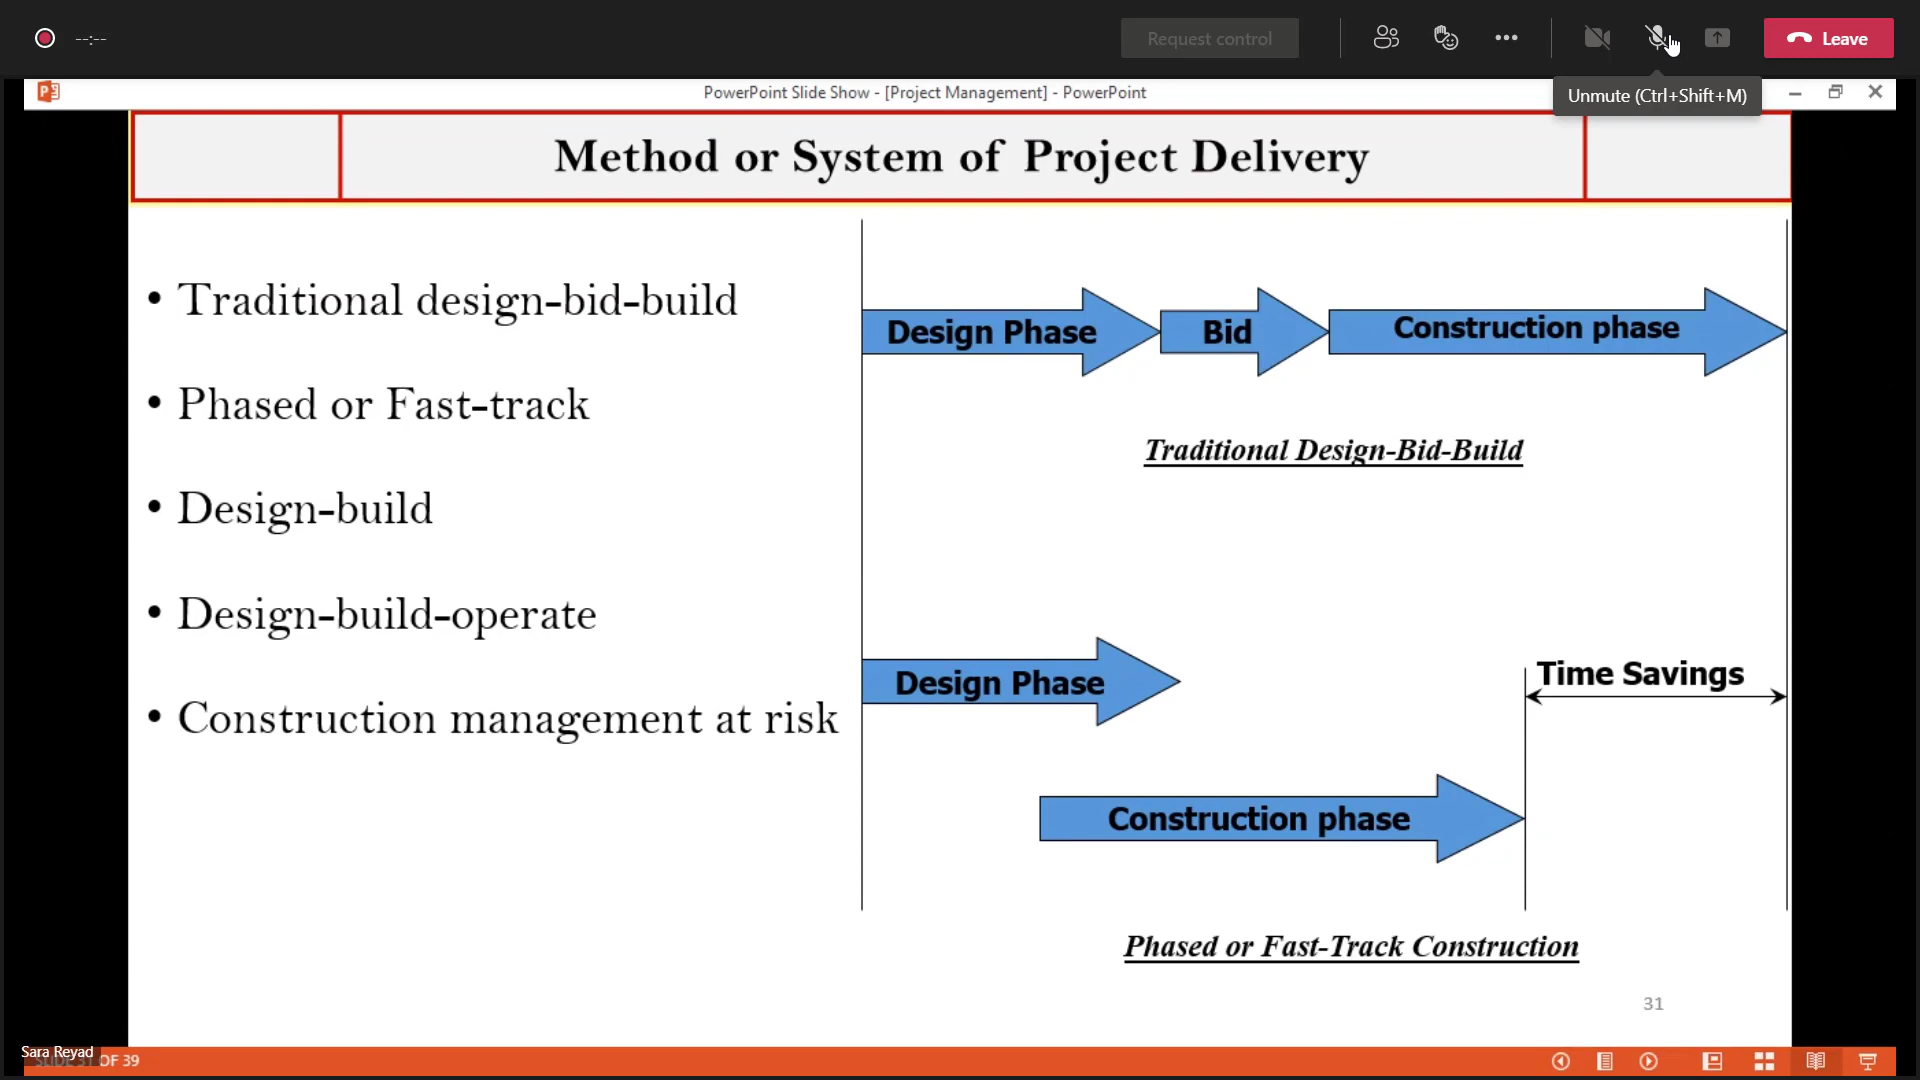 --:--
Request control
Leave
PowerPoint Slide Show - [Project Management] - PowerPoint
Unmute (Ctrl+Shift+M)
Method or System of Project Delivery
• Traditional design-bid-build
• Phased or Fast-track
• Design-build
• Design-build-operate
• Construction management at risk
Design Phase
Bid
Construction phase
Traditional Design-Bid-Build
Design Phase
Time Savings
Construction phase
Phased or Fast-Track Construction
31
Sara Reyad
SLIDE 31 OF 39